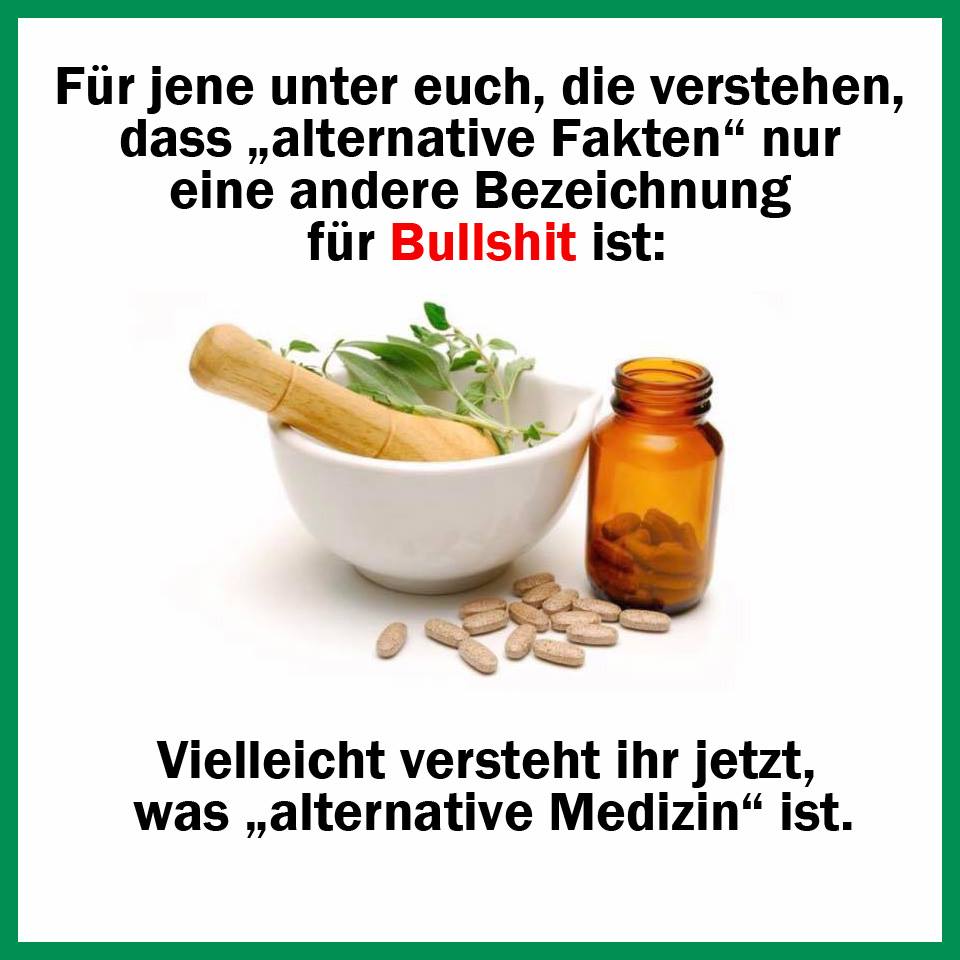 Für jene unter euch, die verstehen,
dass „alternative Fakten“ nur
eine andere Bezeichnung
für Bullshit ist:
Vielleicht versteht ihr jetzt,
was „alternative Medizin“ ist.